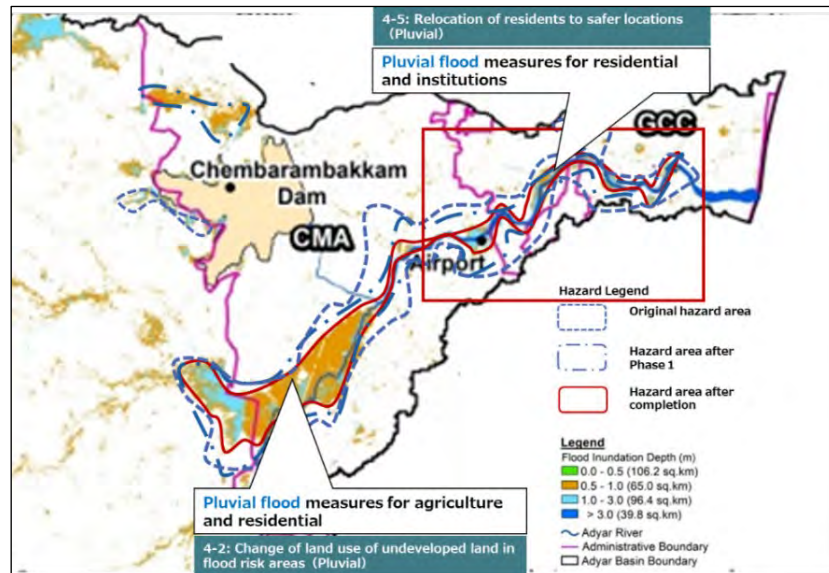 4-5: Relocation of residents to safer locations
(Pluvial)
Pluvial flood measures for residential
and institutions
GCC
Chembarambakkam
Dam
CMA
Airport
Hazard Legend
Original hazard area
Hazard area after
Phase 1
Hazard area after
completion
Legend
Flood Inundation Depth (m)
0.0 - 0.5 (106.2 sq.km)
0.5 - 1.0 (65.0 sq.km)
1.0 - 3.0 (96.4 sq.km)
> 3.0 (39.8 sq.km)
Adyar River
Administrative Boundary
Adyar Basin Boundary
Pluvial flood measures for agriculture
and residential
4-2: Change of land use of undeveloped land in
flood risk areas (Pluvial)